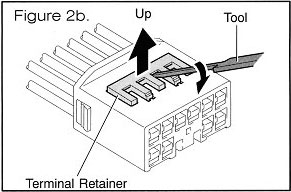 Figure 2b.
Up
Tool
Terminal Retainer